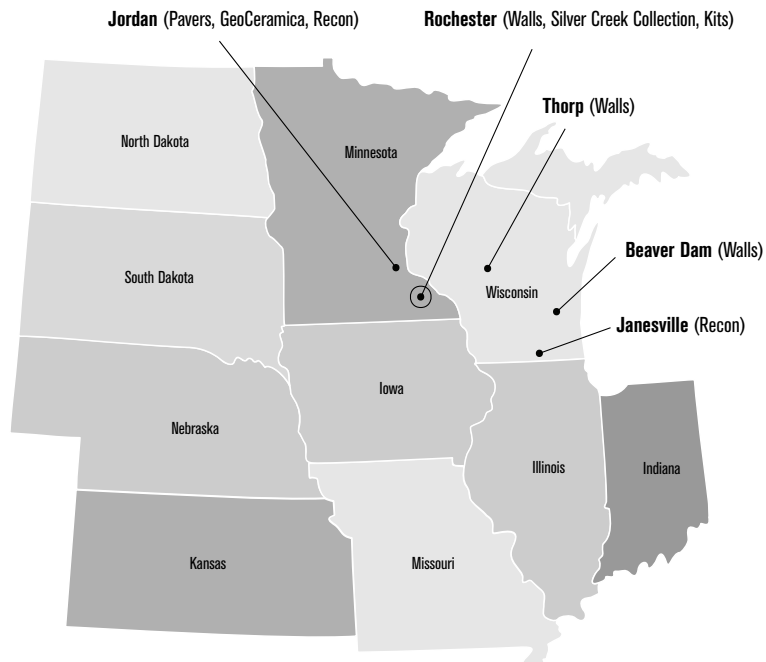 Jordan (Pavers, GeoCeramica, Recon)
Rochester (Walls, Silver Creek Collection, Kits)
Thorp (Walls)
North Dakota
Minnesota
Beaver Dam (Walls)
South Dakota
Wisconsin
Janesville (Recon)
Iowa
Nebraska
Illinois
Indiana
Kansas
Missouri